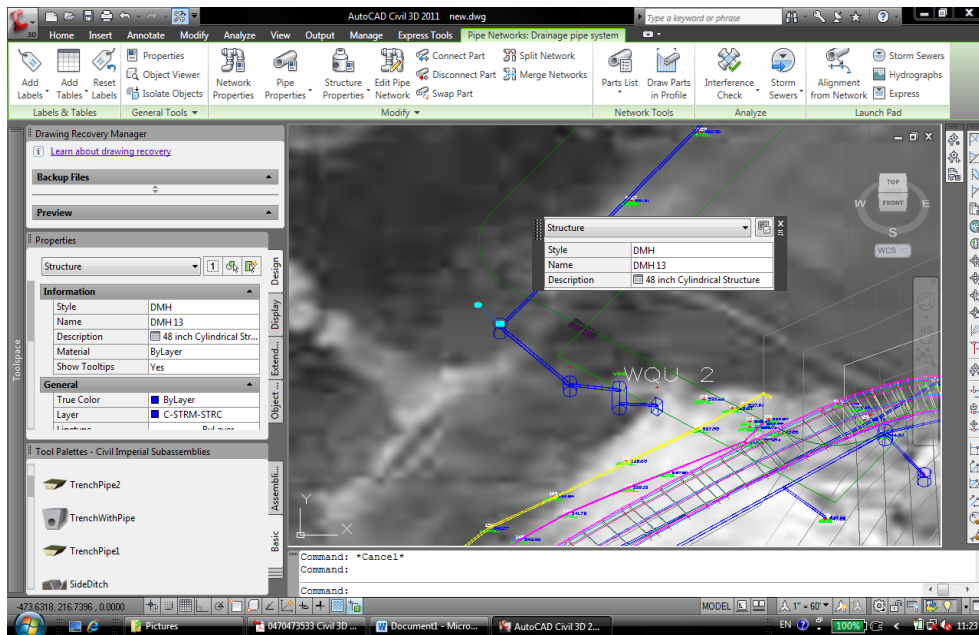 AutoCAD Civil 3D 2011 new.dwg
Type a keyword or phrase
3D
Home Insert Annotate Modify Analyze View Output Manage Express Tools Pipe Networks: Drainage pipe system
Add Labels
Add Tables
Reset Labels
Properties
Object Viewer
Isolate Objects
Network Properties
Pipe Properties
Structure Properties
Edit Pipe Network
Connect Part
Disconnect Part
Swap Part
Split Network
Merge Networks
Parts List
Draw Parts in Profile
Interference Check
Storm Sewers
Alignment from Network
Storm Sewers
Hydrographs
Express
Labels & Tables General Tools Modify Network Tools Analyze Launch Pad
Drawing Recovery Manager
Learn about drawing recovery
Backup Files
Preview
Properties
Structure
Information
Style DMH
Name DMH 13
Description 48 inch Cylindrical Str...
Material ByLayer
Show Tooltips Yes
General
True Color ByLayer
Layer C-STRM-STRC
Linetype ByLayer
Design
Display
Extend...
Object ...
Toolspace
Tool Palettes - Civil Imperial Subassemblies
TrenchPipe2
TrenchWithPipe
TrenchPipe1
SideDitch
Assembli...
Basic
Structure
Style DMH
Name DMH 13
Description 48 inch Cylindrical Structure
TOP
FRONT
W E
S
WCS
WQU 2
Y
X
Command: *Cancel*
Command:
Command:
-473.6318, 216.7396, 0.0000
MODEL
1" = 60'
Pictures
0470473533 Civil 3D ...
Document1 - Micro...
AutoCAD Civil 3D 2...
EN
100%
11:23